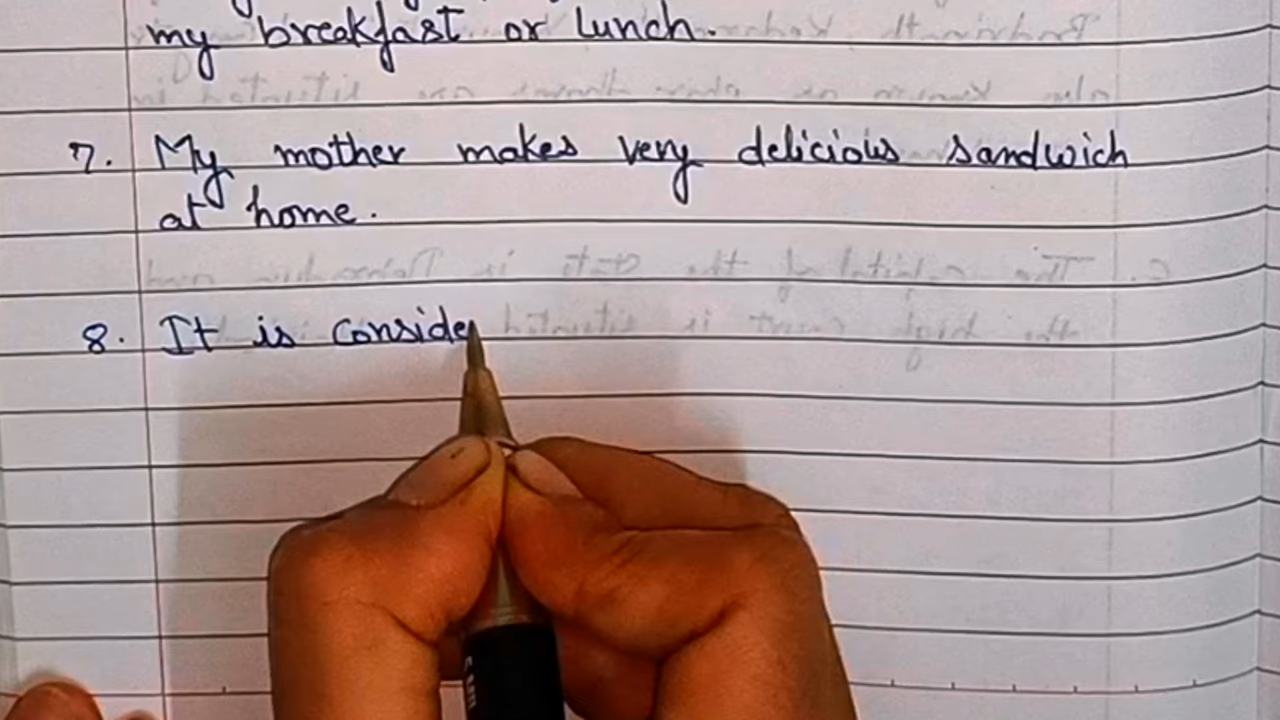 my breakfast or lunch.
7. My mother makes very delicious sandwich
at home.
8. It is conside